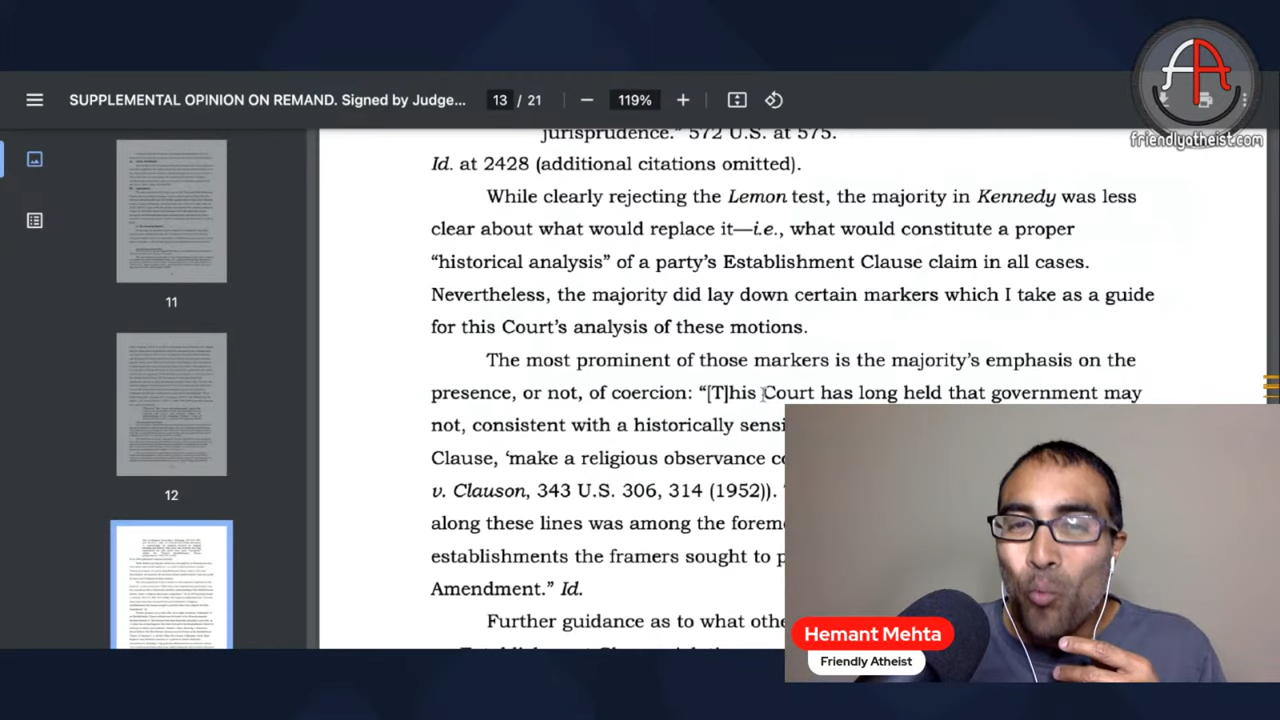 SUPPLEMENTAL OPINION ON REMAND. Signed by Judge...
13 / 21
119%
friendlyatheist.com
jurisprudence.” 572 U.S. at 575.
Id. at 2428 (additional citations omitted).
While clearly rejecting the Lemon test, the majority in Kennedy was less
clear about what would replace it—i.e., what would constitute a proper
“historical analysis” of a party’s Establishment Clause claim in all cases.
Nevertheless, the majority did lay down certain markers which I take as a guide
for this Court’s analysis of these motions.
The most prominent of those markers is the majority’s emphasis on the
presence, or not, of coercion: “[T]his Court has long held that government may
not, consistent with a historically
Clause, ‘make a religious observance
v. Clauson, 343 U.S. 306, 314 (1952)).
along these lines was among the
establishments the framers sought to
Amendment.” Id.
Further guidance as to what
11
12
Hemant Mehta
Friendly Atheist